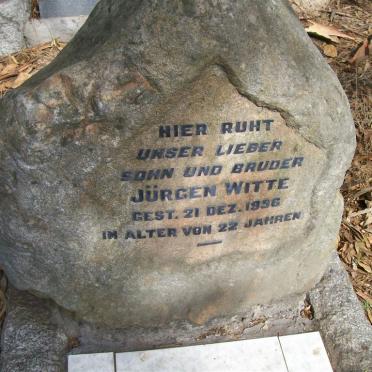 HIER RUHT
UNSER LIEBER
SOHN UND BRUDER
JÜRGEN WITTE
GEST. 21 DEZ. 1956
IM ALTER VON 22 JAHREN